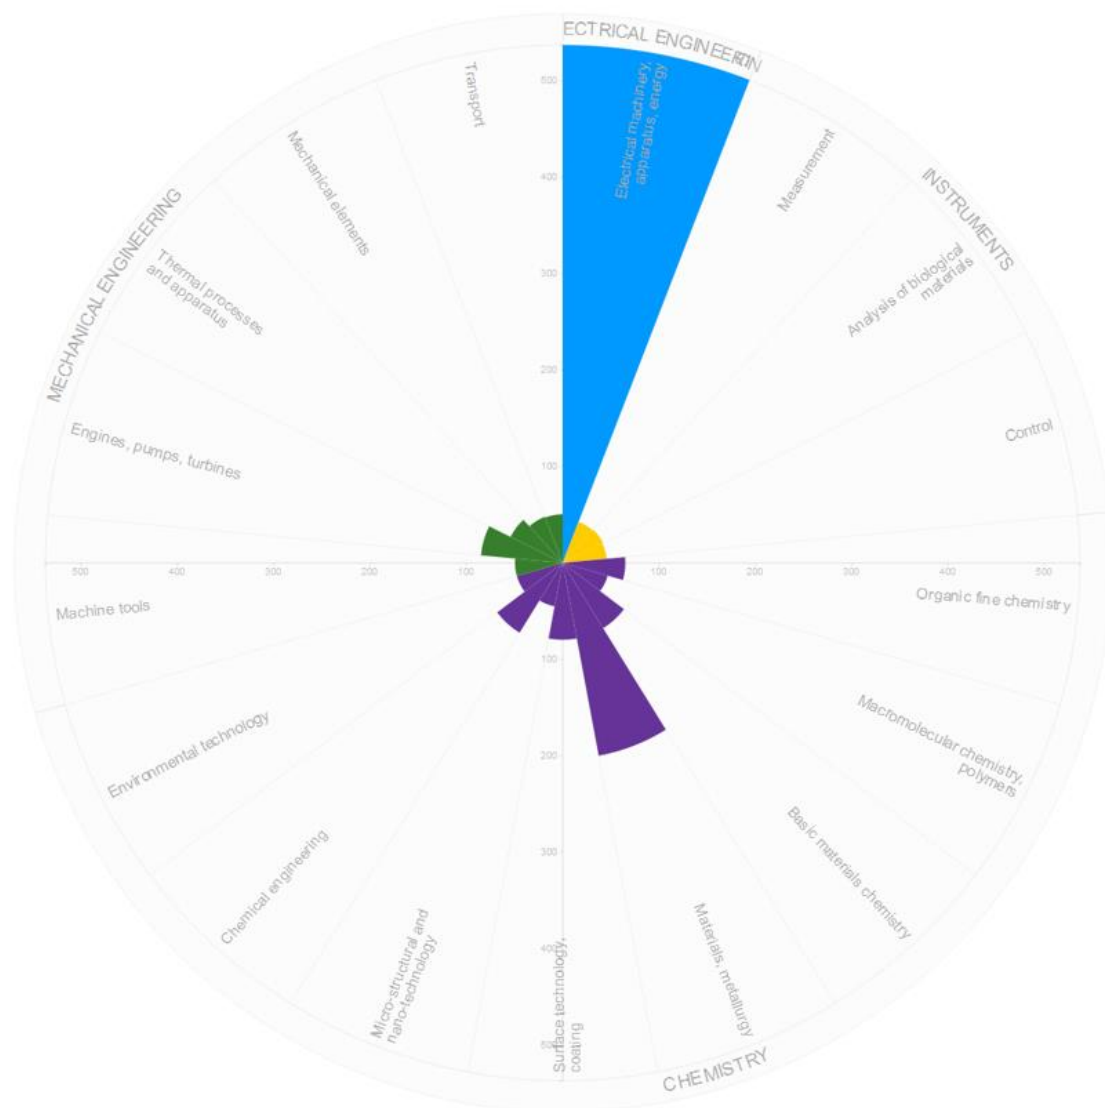 ECTRICAL ENGINEERIN
Electrical machinery,
apparatus, energy
Measurement
INSTRUMENTS
Analysis of biological
materials
Control
Organic fine chemistry
Macromolecular chemistry,
polymers
Basic materials chemistry
Materials, metallurgy
CHEMISTRY
Surface technology,
coating
Micro-structural and
nano-technology
Chemical engineering
Environmental technology
Machine tools
Engines, pumps, turbines
MECHANICAL ENGINEERING
Thermal processes
and apparatus
Mechanical elements
Transport
500
400
300
200
100
500 400 300 200 100
100 200 300 400 500
100
200
300
400
500